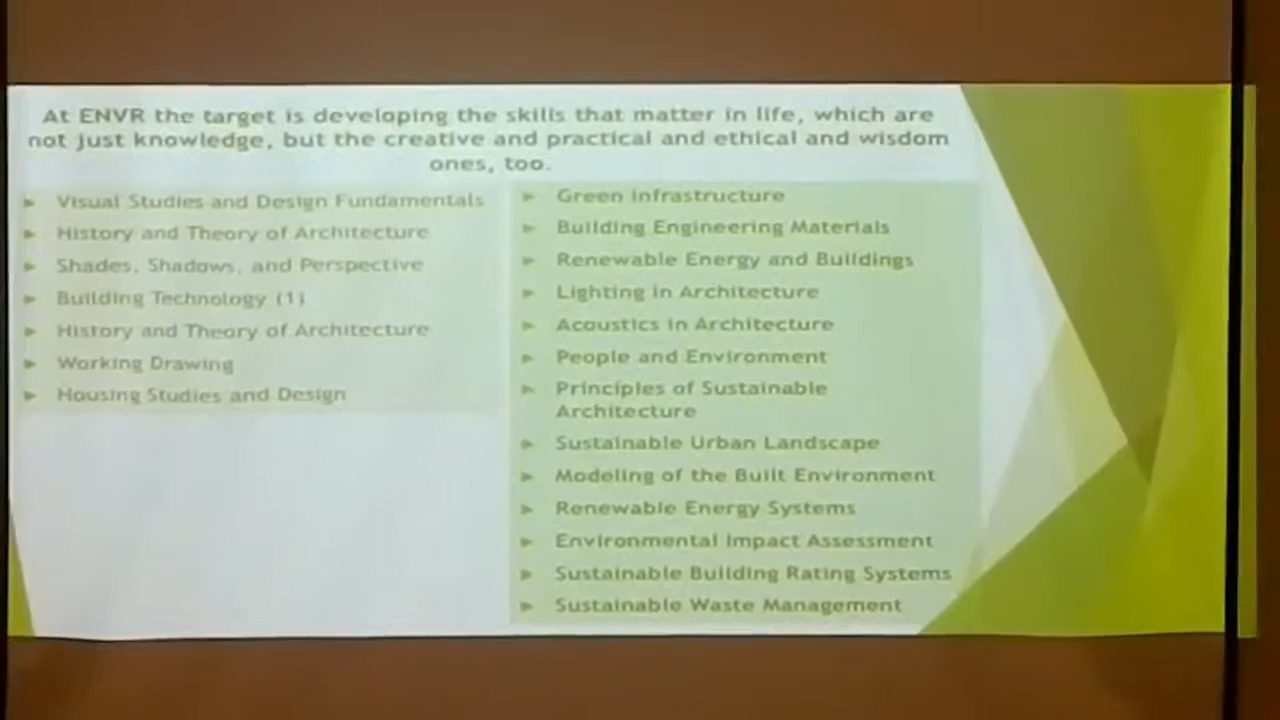 At ENVR the target is developing the skills that matter in life, which are
not just knowledge, but the creative and practical and ethical and wisdom
ones, too.
Visual Studies and Design Fundamentals
History and Theory of Architecture
Shades, Shadows, and Perspective
Building Technology (1)
History and Theory of Architecture
Working Drawing
Housing Studies and Design
Green Infrastructure
Building Engineering Materials
Renewable Energy and Buildings
Lighting in Architecture
Acoustics in Architecture
People and Environment
Principles of Sustainable
Architecture
Sustainable Urban Landscape
Modeling of the Built Environment
Renewable Energy Systems
Environmental Impact Assessment
Sustainable Building Rating Systems
Sustainable Waste Management